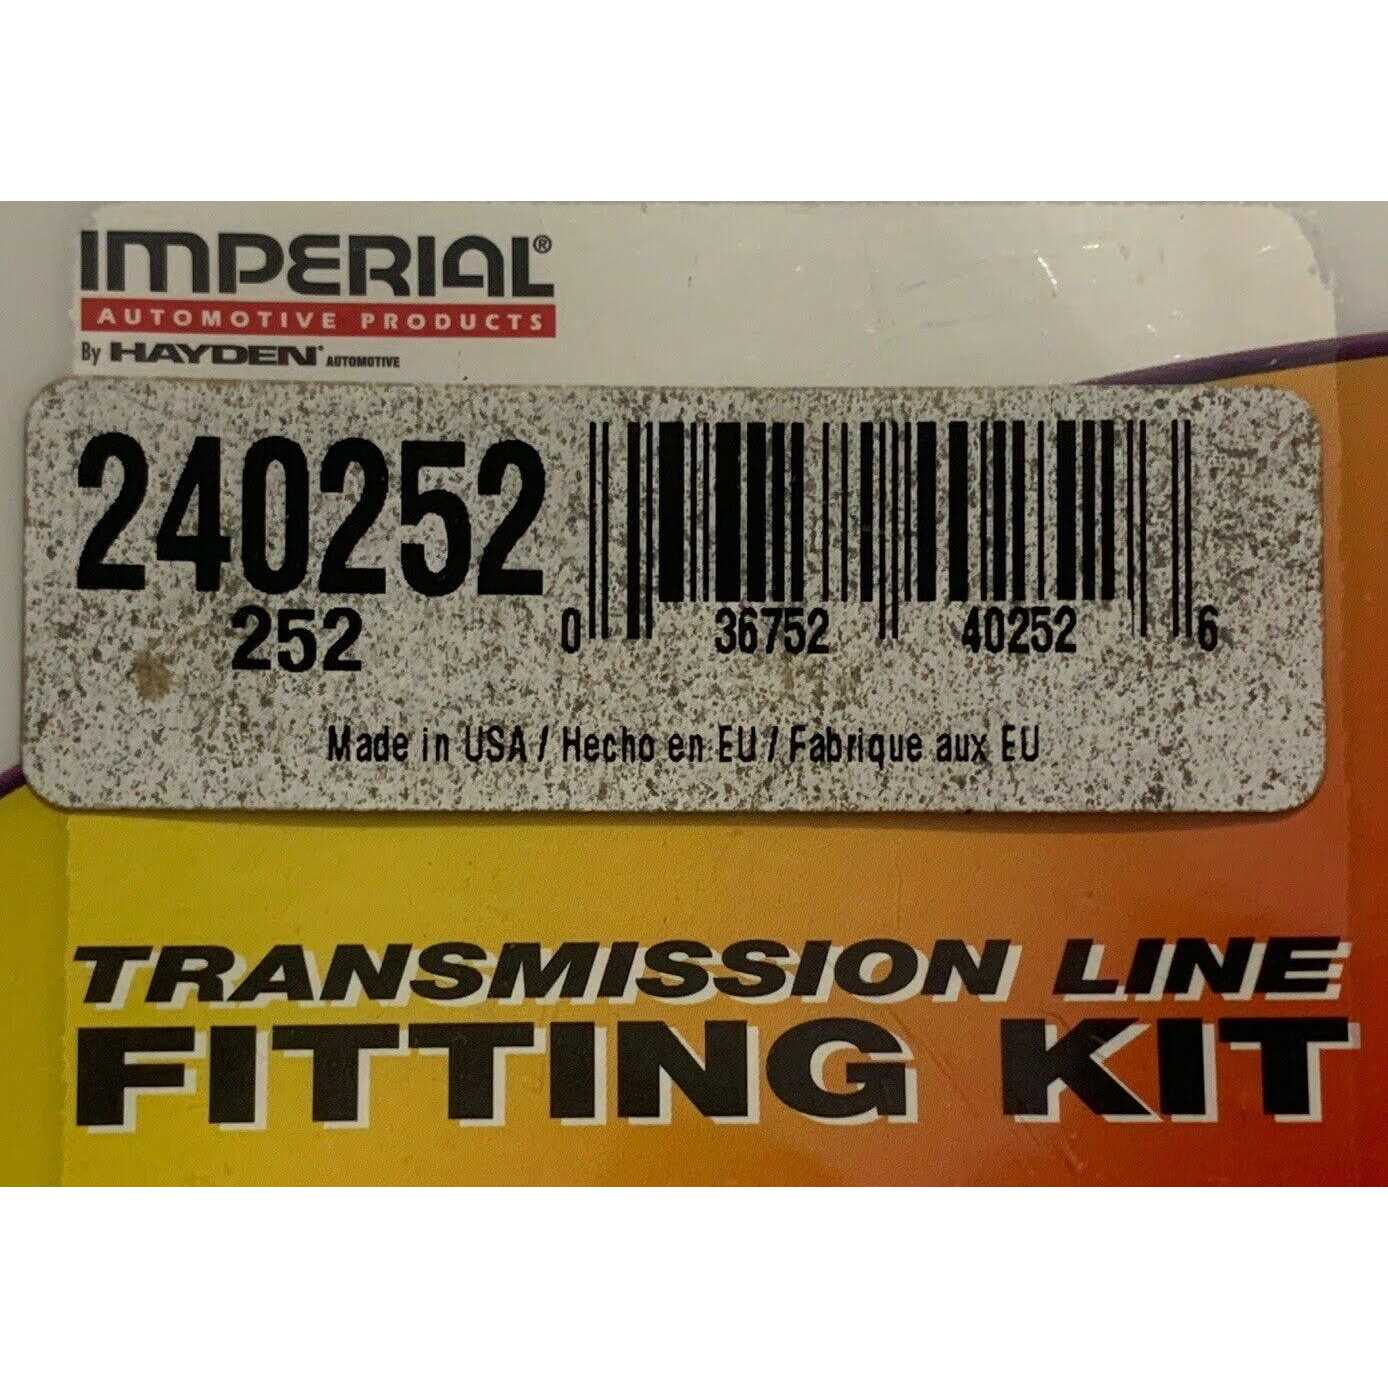 IMPERIAL®
AUTOMOTIVE PRODUCTS
By HAYDEN® AUTOMOTIVE
240252
252
0 36752 40252 6
Made in USA / Hecho en EU / Fabrique aux EU
TRANSMISSION LINE
FITTING KIT